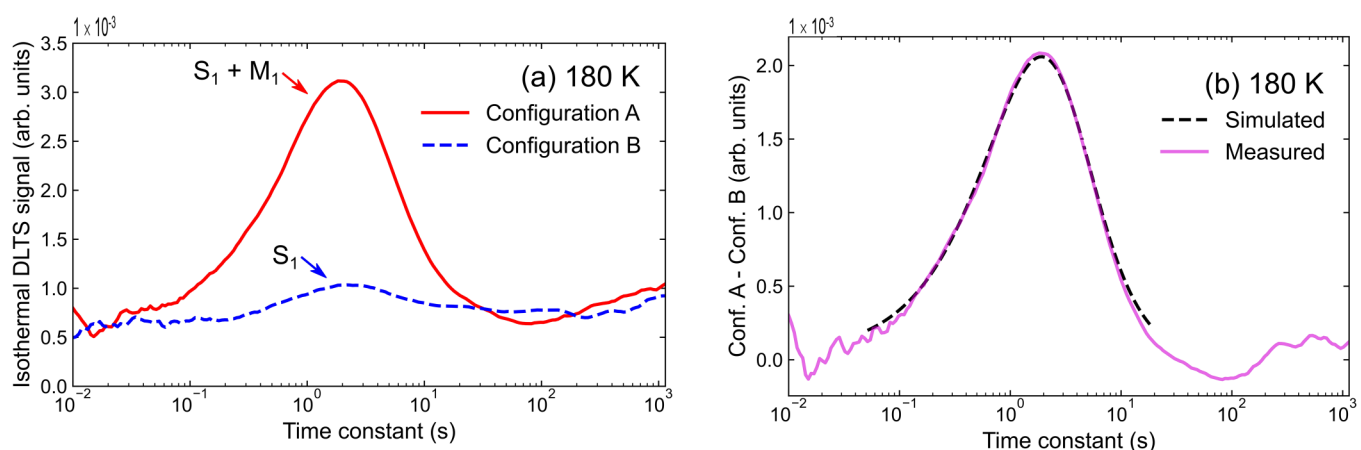 1 × 10⁻³
Isothermal DLTS signal (arb. units)
3.5
3.0
2.5
2.0
1.5
1.0
0.5
0.0
S₁ + M₁
(a) 180 K
Configuration A
Configuration B
S₁
10⁻²
10⁻¹
10⁰
10¹
10²
10³
Time constant (s)
1 × 10⁻³
Conf. A - Conf. B (arb. units)
2.0
1.5
1.0
0.5
0.0
(b) 180 K
Simulated
Measured
10⁻²
10⁻¹
10⁰
10¹
10²
10³
Time constant (s)